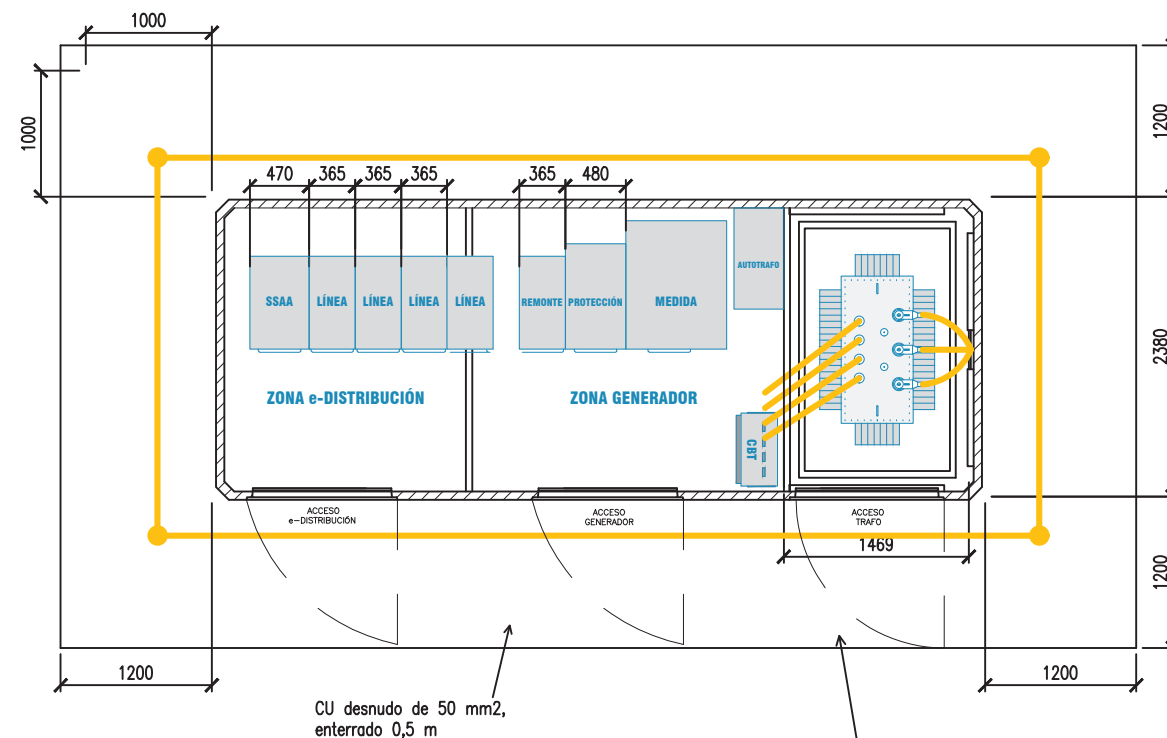 1000
1000
1200
470
365
365
365
365
480
SSAA
LÍNEA
LÍNEA
LÍNEA
LÍNEA
REMONTE
PROTECCIÓN
MEDIDA
AUTOTRAFO
2380
ZONA e-DISTRIBUCIÓN
ZONA GENERADOR
CBT
ACCESO
e-DISTRIBUCIÓN
ACCESO
GENERADOR
ACCESO
TRAFO
1469
1200
1200
1200
CU desnudo de 50 mm2,
enterrado 0,5 m